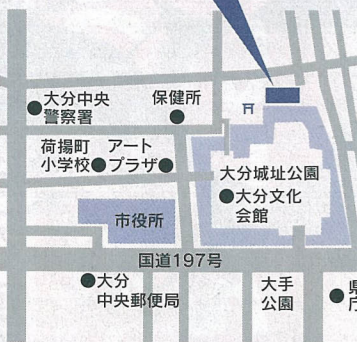 大分中央
警察署
保健所
荷揚町
小学校
アート
プラザ
大分城址公園
大分文化
会館
市役所
国道197号
大分
中央郵便局
大手
公園
県
庁